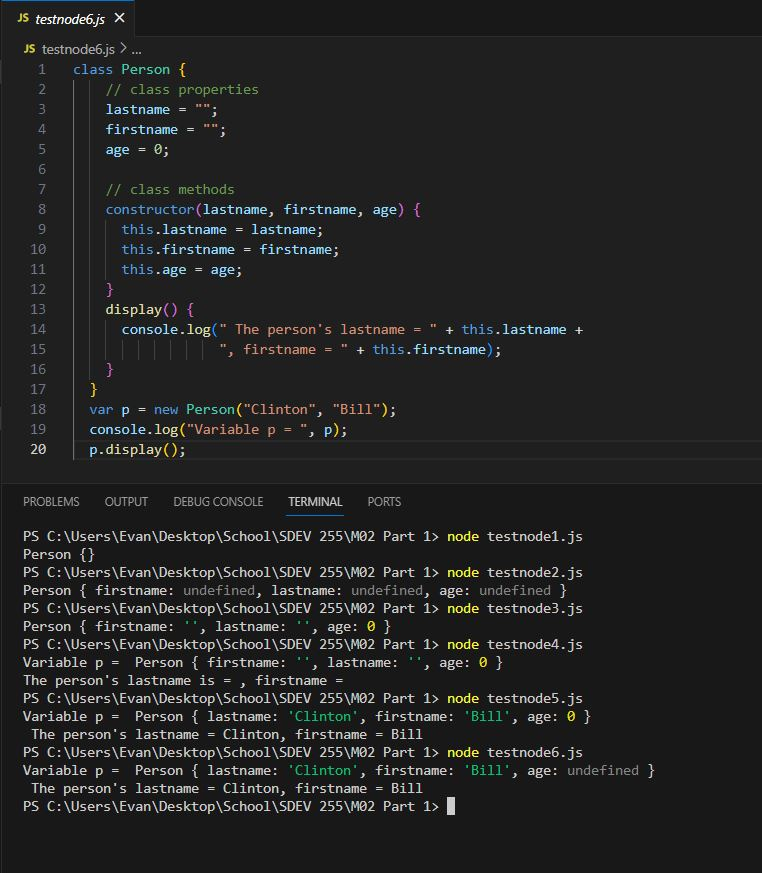 JS testnode6.js ×
JS testnode6.js > ...
1 class Person {
2 // class properties
3 lastname = "";
4 firstname = "";
5 age = 0;
6
7 // class methods
8 constructor(lastname, firstname, age) {
9 this.lastname = lastname;
10 this.firstname = firstname;
11 this.age = age;
12 }
13 display() {
14 console.log(" The person's lastname = " + this.lastname +
15 ", firstname = " + this.firstname);
16 }
17 }
18 var p = new Person("Clinton", "Bill");
19 console.log("Variable p = ", p);
20 p.display();
PROBLEMS OUTPUT DEBUG CONSOLE TERMINAL PORTS
PS C:\Users\Evan\Desktop\School\SDEV 255\M02 Part 1> node testnode1.js
Person {}
PS C:\Users\Evan\Desktop\School\SDEV 255\M02 Part 1> node testnode2.js
Person { firstname: undefined, lastname: undefined, age: undefined }
PS C:\Users\Evan\Desktop\School\SDEV 255\M02 Part 1> node testnode3.js
Person { firstname: '', lastname: '', age: 0 }
PS C:\Users\Evan\Desktop\School\SDEV 255\M02 Part 1> node testnode4.js
Variable p =  Person { firstname: '', lastname: '', age: 0 }
The person's lastname is = , firstname =
PS C:\Users\Evan\Desktop\School\SDEV 255\M02 Part 1> node testnode5.js
Variable p =  Person { lastname: 'Clinton', firstname: 'Bill', age: 0 }
 The person's lastname = Clinton, firstname = Bill
PS C:\Users\Evan\Desktop\School\SDEV 255\M02 Part 1> node testnode6.js
Variable p =  Person { lastname: 'Clinton', firstname: 'Bill', age: undefined }
 The person's lastname = Clinton, firstname = Bill
PS C:\Users\Evan\Desktop\School\SDEV 255\M02 Part 1>